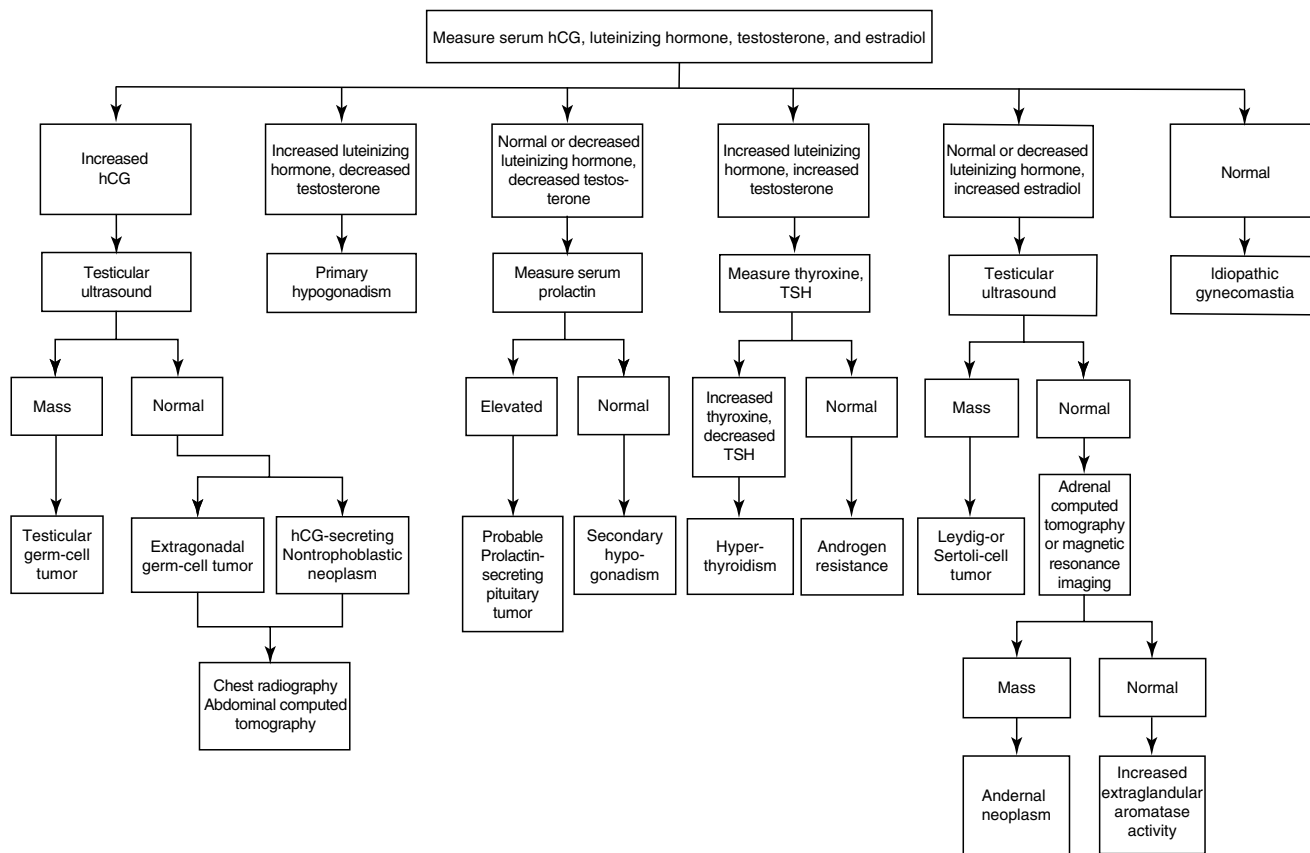 Measure serum hCG, luteinizing hormone, testosterone, and estradiol
Increased
hCG
Increased luteinizing
hormone, decreased
testosterone
Normal or decreased
luteinizing hormone,
decreased testos-
terone
Increased luteinizing
hormone, increased
testosterone
Normal or decreased
luteinizing hormone,
increased estradiol
Normal
Testicular
ultrasound
Primary
hypogonadism
Measure serum
prolactin
Measure thyroxine,
TSH
Testicular
ultrasound
Idiopathic
gynecomastia
Mass
Normal
Elevated
Normal
Increased
thyroxine,
decreased
TSH
Normal
Mass
Normal
Testicular
germ-cell
tumor
Extragonadal
germ-cell tumor
hCG-secreting
Nontrophoblastic
neoplasm
Probable
Prolactin-
secreting
pituitary
tumor
Secondary
hypo-
gonadism
Hyper-
thyroidism
Androgen
resistance
Leydig-or
Sertoli-cell
tumor
Adrenal
computed
tomography
or magnetic
resonance
imaging
Chest radiography
Abdominal computed
tomography
Mass
Normal
Andernal
neoplasm
Increased
extraglandular
aromatase
activity